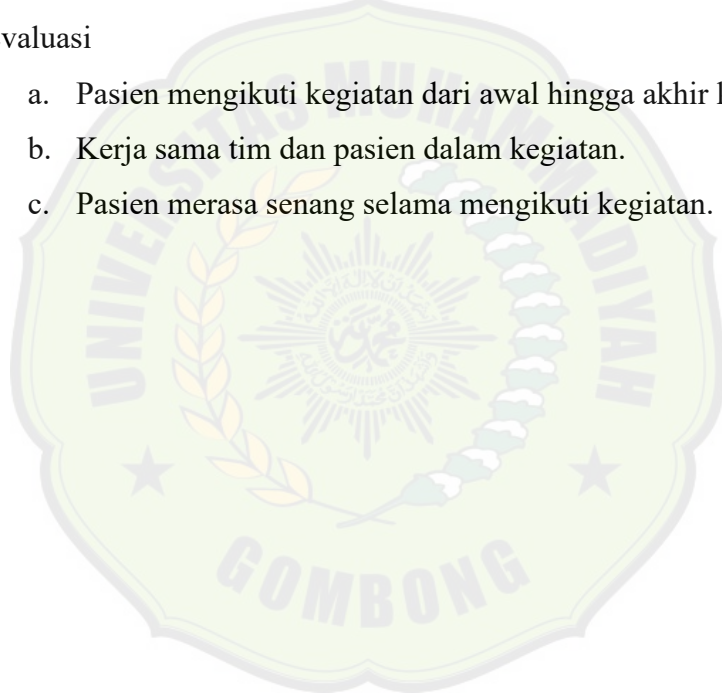 valuasi
a. Pasien mengikuti kegiatan dari awal hingga akhir
b. Kerja sama tim dan pasien dalam kegiatan.
c. Pasien merasa senang selama mengikuti kegiatan.
UNIVERSITAS MUHAMMADIYAH
GOMBONG